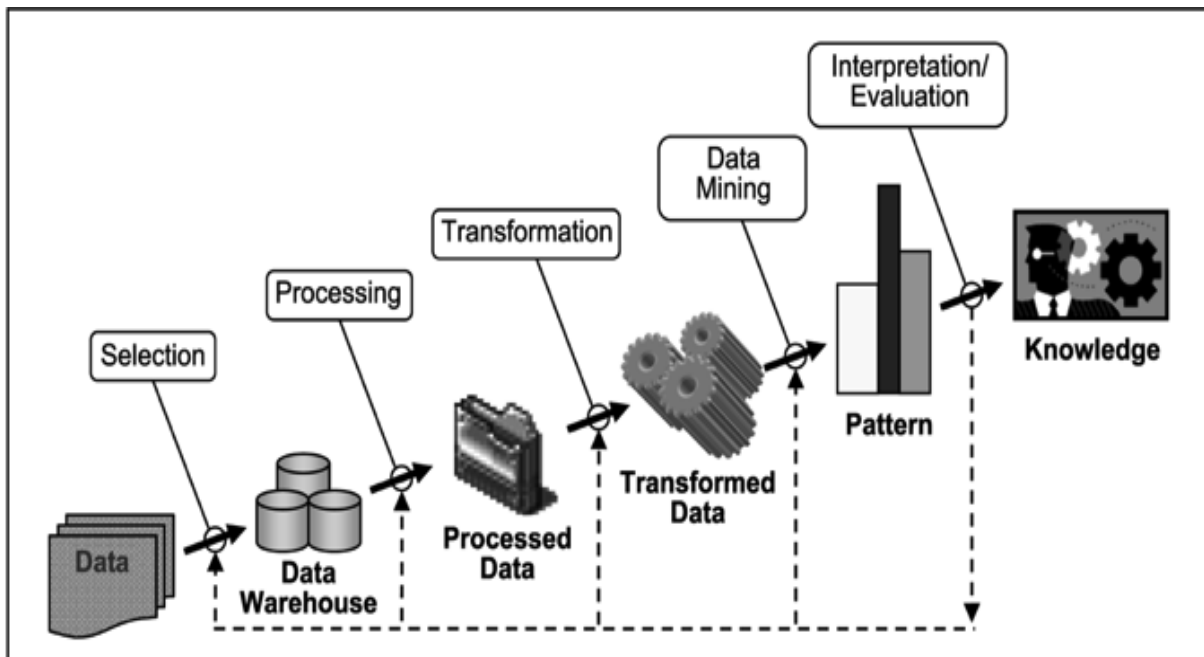 Interpretation/
Evaluation
Data
Mining
Transformation
Processing
Selection
Knowledge
Pattern
Transformed
Data
Processed
Data
Data
Warehouse
Data